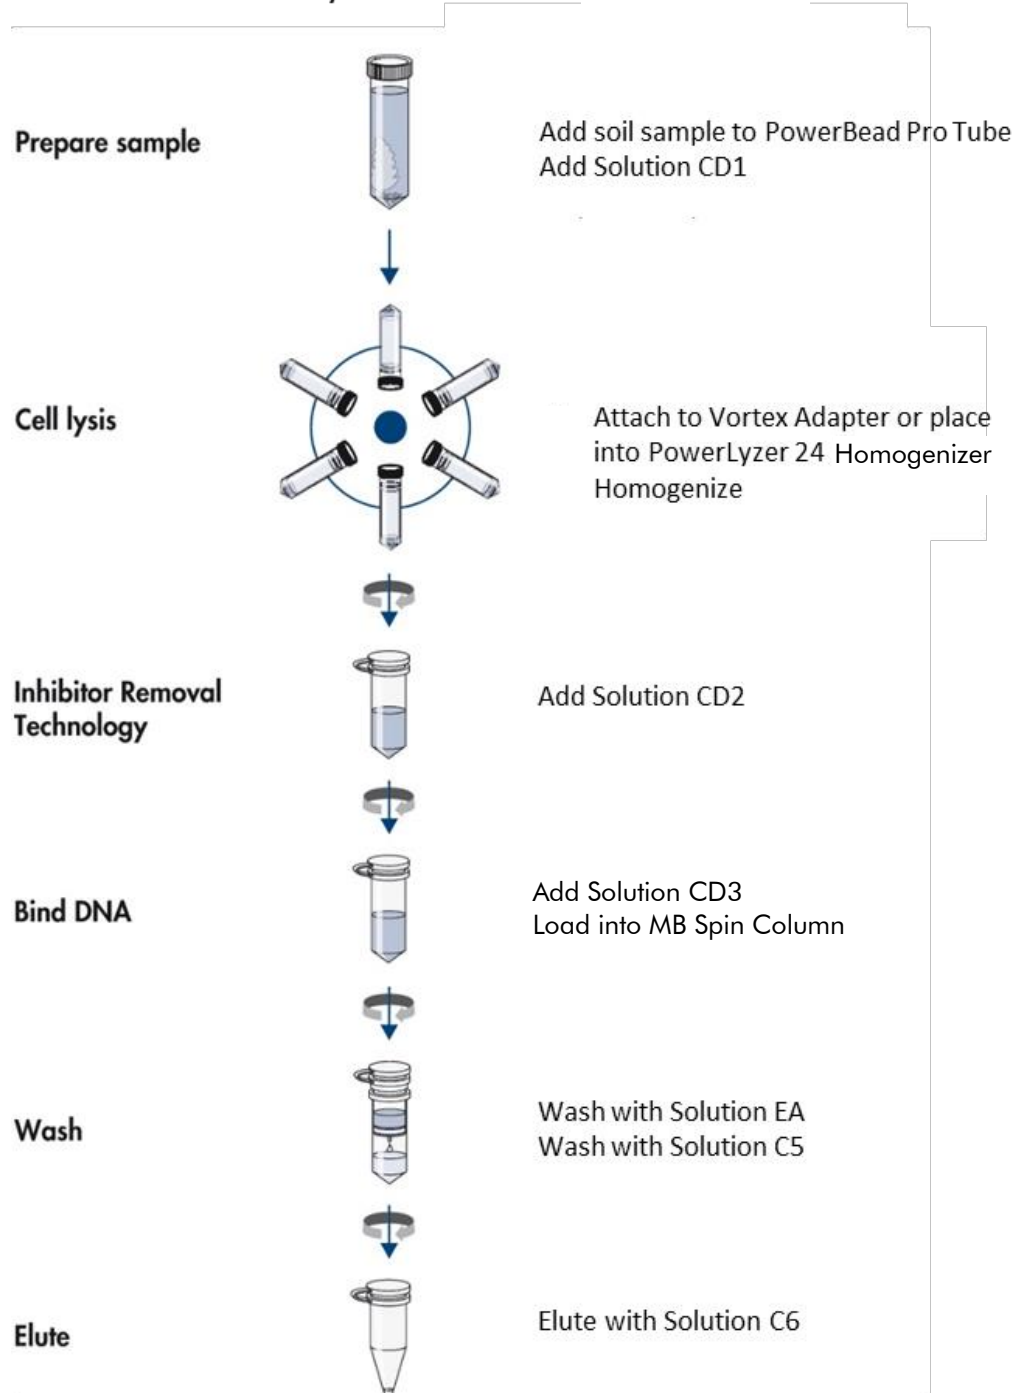 Prepare sample
Add soil sample to PowerBead Pro Tube
Add Solution CD1
Cell lysis
Attach to Vortex Adapter or place
into PowerLyzer 24 Homogenizer
Homogenize
Inhibitor Removal
Technology
Add Solution CD2
Bind DNA
Add Solution CD3
Load into MB Spin Column
Wash
Wash with Solution EA
Wash with Solution C5
Elute
Elute with Solution C6